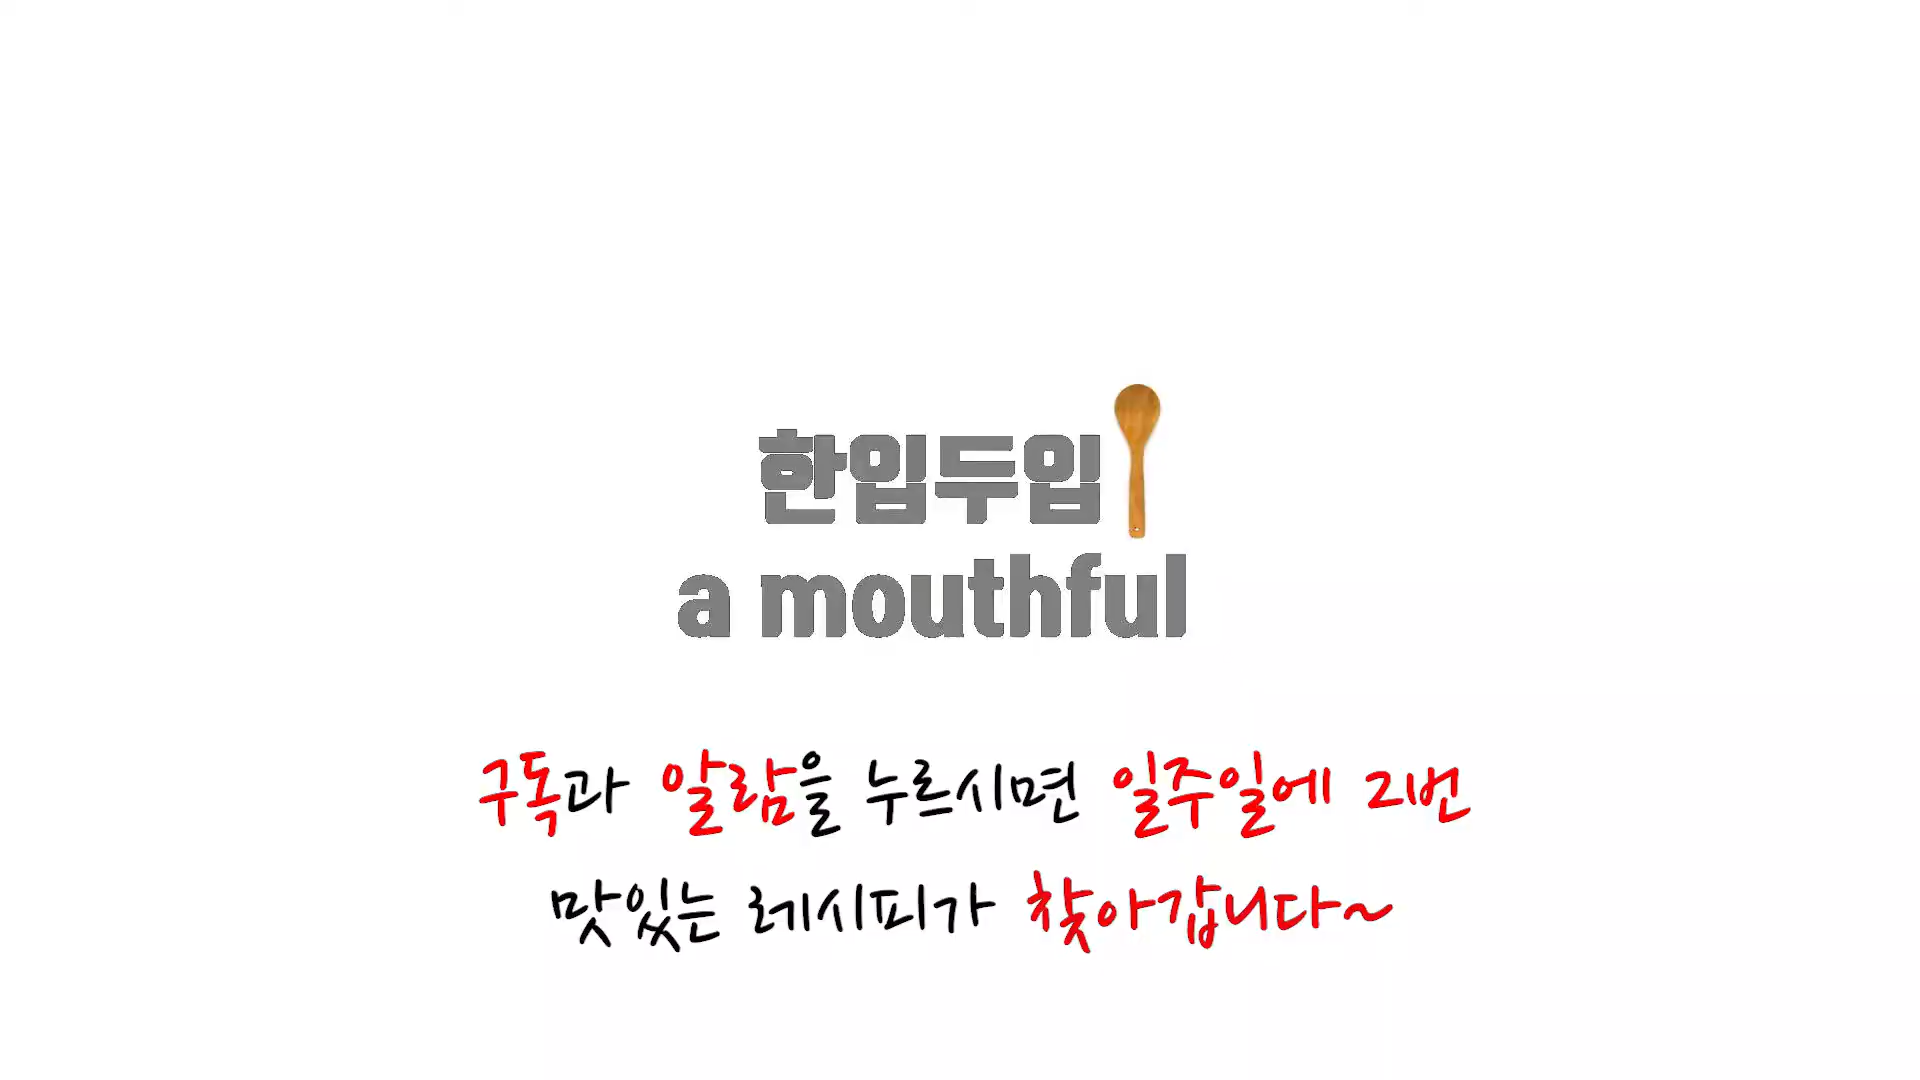 한입두입
a mouthful
구독과 알람을 누르시면 일주일에 2번
맛있는 레시피가 찾아갑니다~